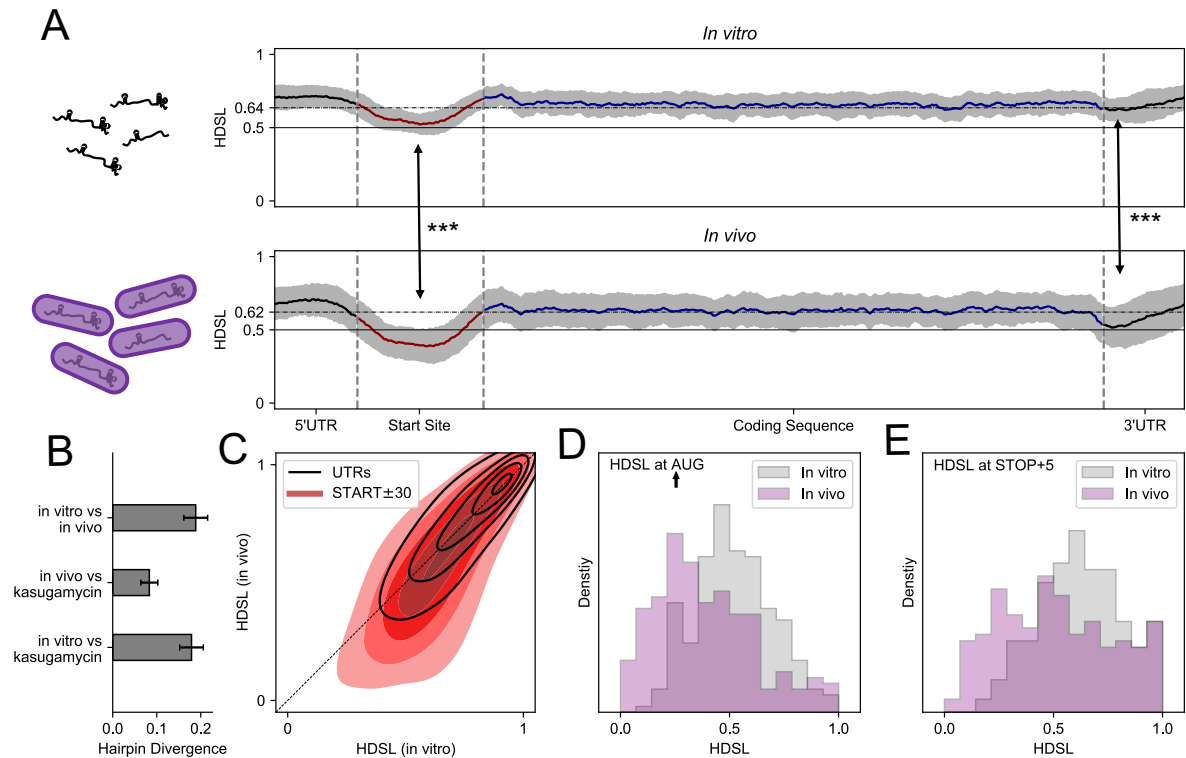 A
In vitro
1
0.64
0.5
0
HDSL
***
***
In vivo
1
0.62
0.5
0
HDSL
5'UTR
Start Site
Coding Sequence
3'UTR
B
in vitro vs
in vivo
in vivo vs
kasugamycin
in vitro vs
kasugamycin
0.0
0.1
0.2
Hairpin Divergence
C
UTRs
START±30
1
0
HDSL (in vivo)
0
1
HDSL (in vitro)
D
HDSL at AUG
In vitro
In vivo
Denstiy
0.0
0.5
1.0
HDSL
E
HDSL at STOP+5
In vitro
In vivo
Density
0.0
0.5
1.0
HDSL